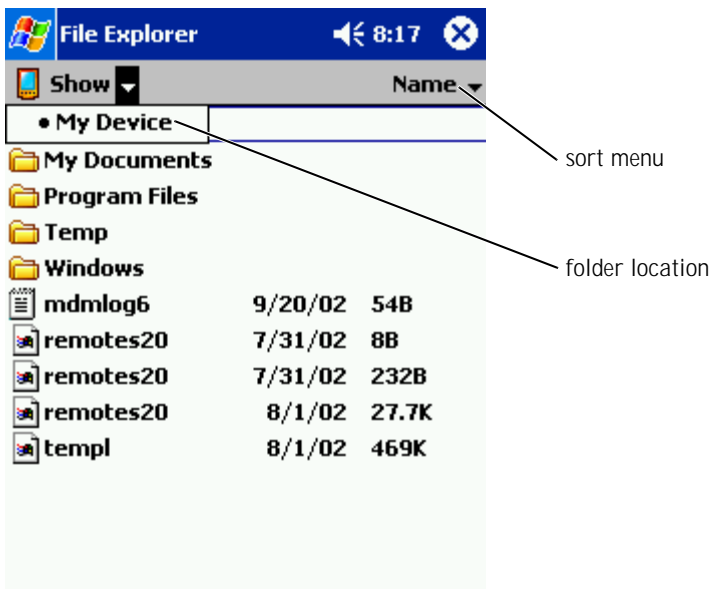 File Explorer 8:17
Show Name
• My Device
sort menu
My Documents
Program Files
Temp
folder location
Windows
mdmlog6 9/20/02 54B
remotes20 7/31/02 8B
remotes20 7/31/02 232B
remotes20 8/1/02 27.7K
templ 8/1/02 469K